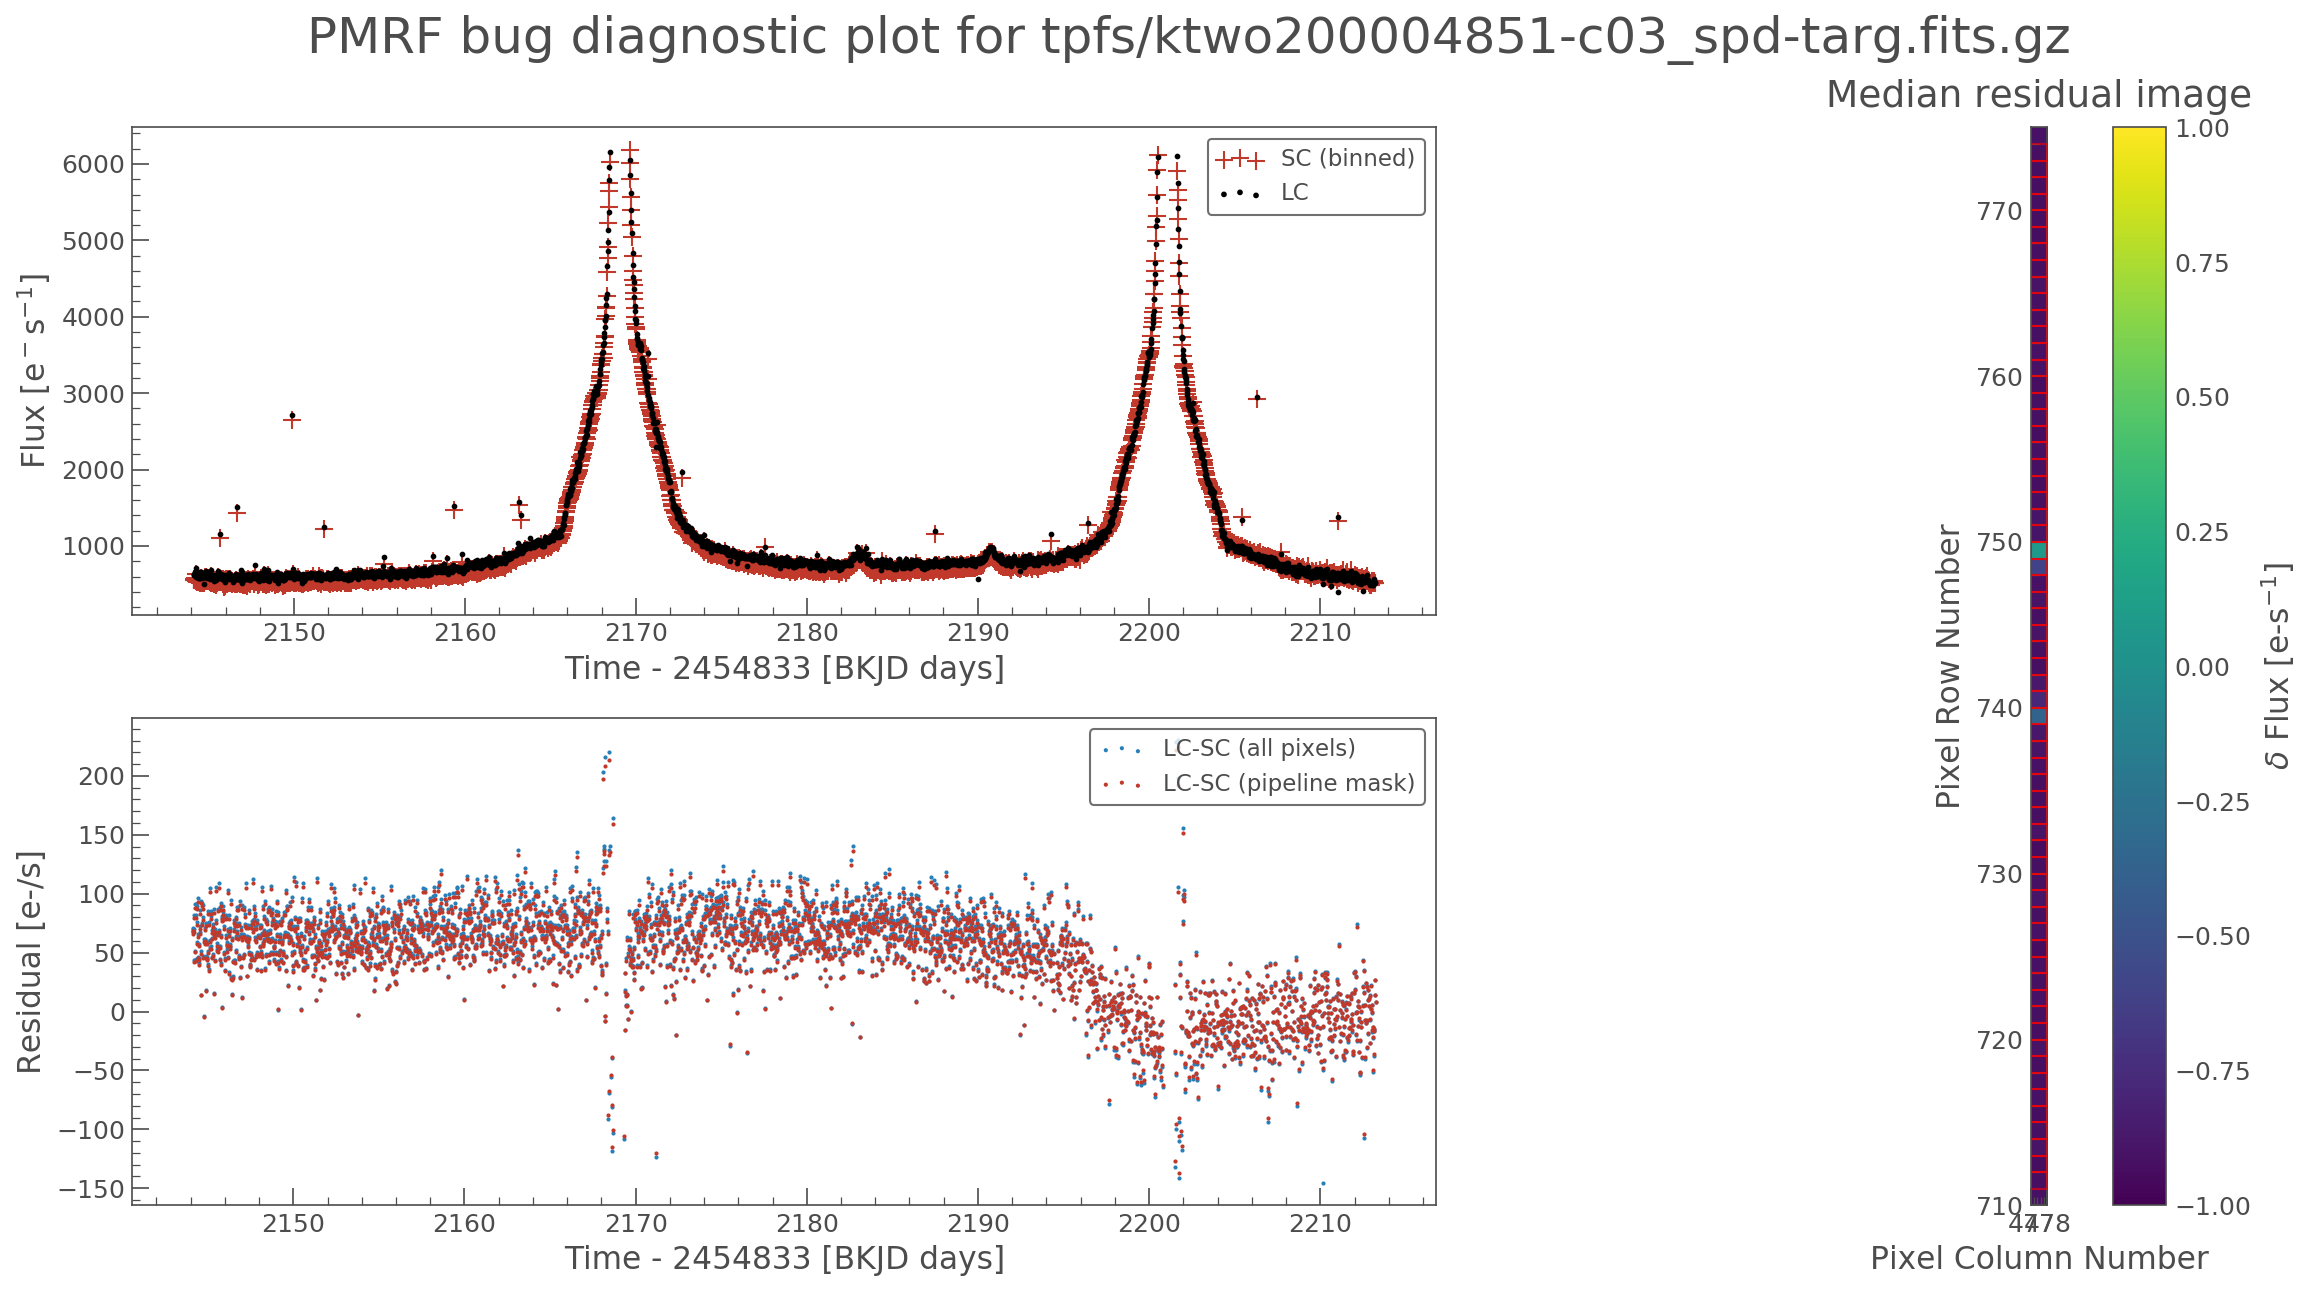 PMRF bug diagnostic plot for tpfs/ktwo200004851-c03_spd-targ.fits.gz
Median residual image
SC (binned)
LC
6000
5000
4000
3000
2000
1000
Flux [e⁻ s⁻¹]
2150 2160 2170 2180 2190 2200 2210
Time - 2454833 [BKJD days]
LC-SC (all pixels)
LC-SC (pipeline mask)
200
150
100
50
0
−50
−100
−150
Residual [e-/s]
2150 2160 2170 2180 2190 2200 2210
Time - 2454833 [BKJD days]
770
760
750
740
730
720
710
Pixel Row Number
Pixel Column Number
1.00
0.75
0.50
0.25
0.00
−0.25
−0.50
−0.75
−1.00
δ Flux [e-s⁻¹]